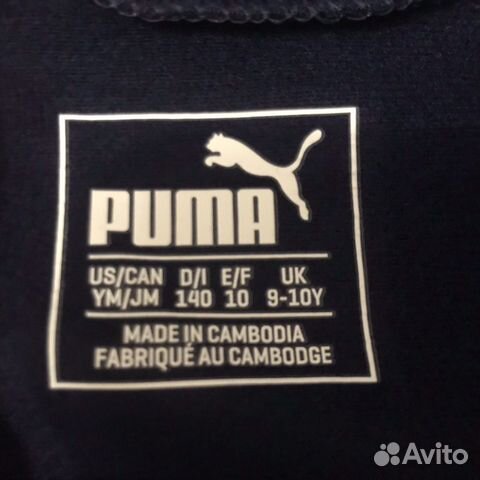 PUMA
US/CAN D/I E/F UK
YM/JM 140 10 9-10Y
MADE IN CAMBODIA
FABRIQUÉ AU CAMBODGE
Avito